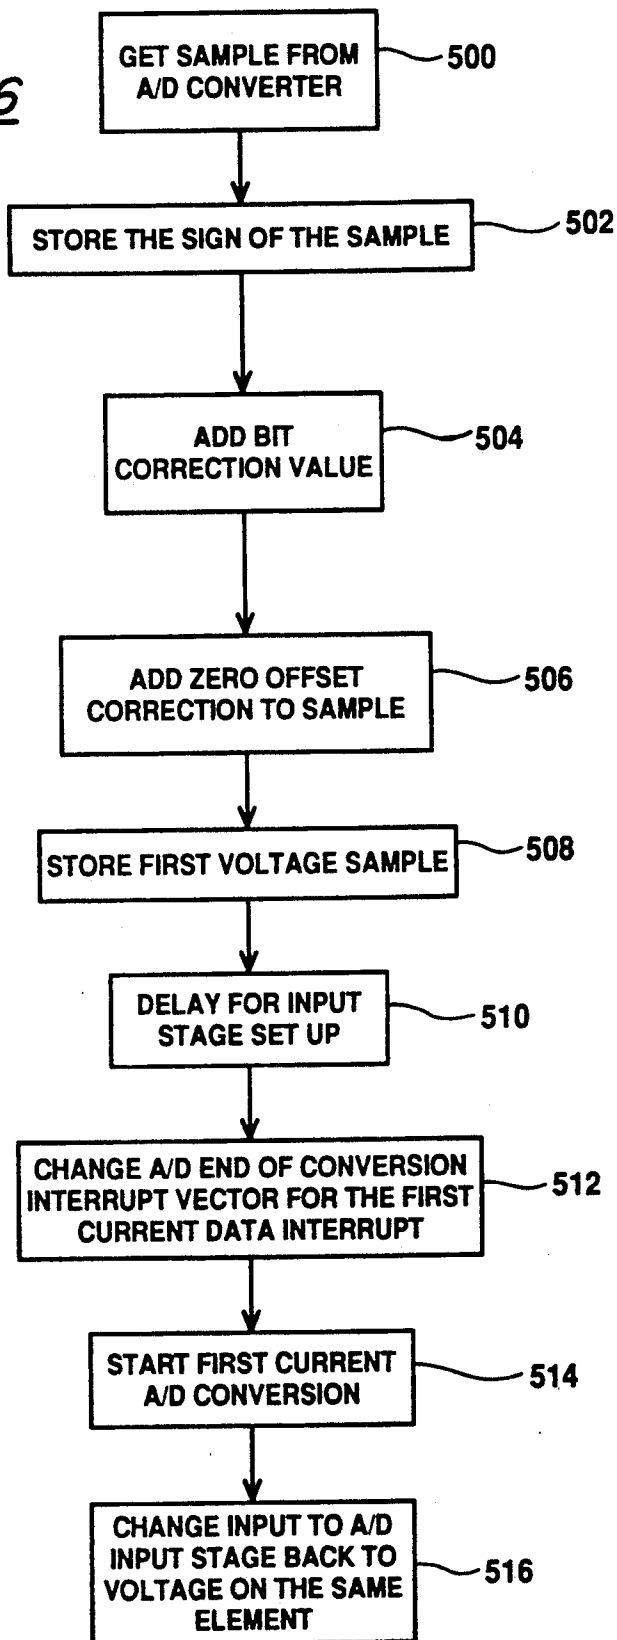 6
GET SAMPLE FROM
A/D CONVERTER
500
STORE THE SIGN OF THE SAMPLE
502
ADD BIT
CORRECTION VALUE
504
ADD ZERO OFFSET
CORRECTION TO SAMPLE
506
STORE FIRST VOLTAGE SAMPLE
508
DELAY FOR INPUT
STAGE SET UP
510
CHANGE A/D END OF CONVERSION
INTERRUPT VECTOR FOR THE FIRST
CURRENT DATA INTERRUPT
512
START FIRST CURRENT
A/D CONVERSION
514
CHANGE INPUT TO A/D
INPUT STAGE BACK TO
VOLTAGE ON THE SAME
ELEMENT
516